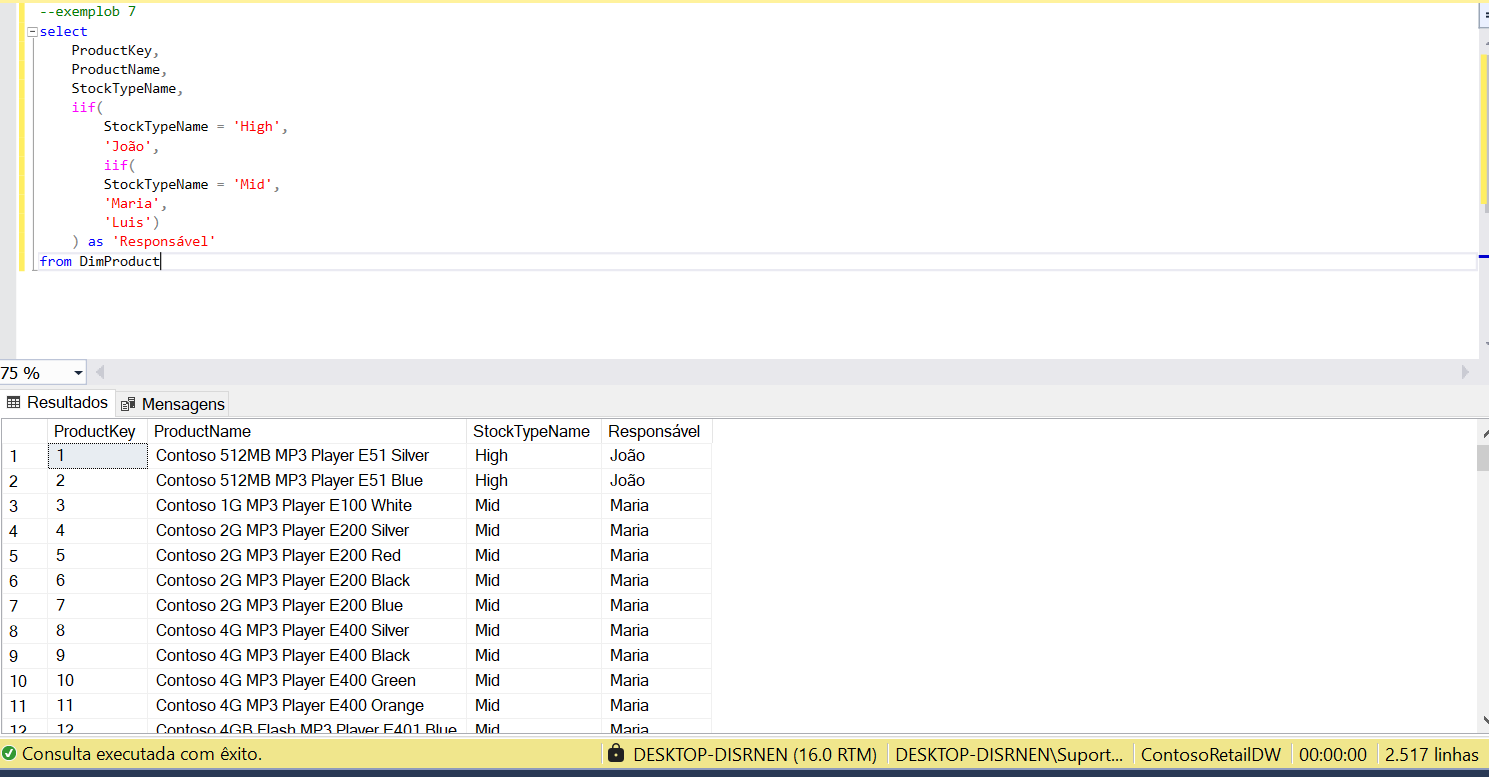 --exemplob 7
select
ProductKey,
ProductName,
StockTypeName,
iif(
StockTypeName = 'High',
'João',
iif(
StockTypeName = 'Mid',
'Maria',
'Luis')
) as 'Responsável'
from DimProduct
75 %
Resultados Mensagens
ProductKey ProductName StockTypeName Responsável
1 1 Contoso 512MB MP3 Player E51 Silver High João
2 2 Contoso 512MB MP3 Player E51 Blue High João
3 3 Contoso 1G MP3 Player E100 White Mid Maria
4 4 Contoso 2G MP3 Player E200 Silver Mid Maria
5 5 Contoso 2G MP3 Player E200 Red Mid Maria
6 6 Contoso 2G MP3 Player E200 Black Mid Maria
7 7 Contoso 2G MP3 Player E200 Blue Mid Maria
8 8 Contoso 4G MP3 Player E400 Silver Mid Maria
9 9 Contoso 4G MP3 Player E400 Black Mid Maria
10 10 Contoso 4G MP3 Player E400 Green Mid Maria
11 11 Contoso 4G MP3 Player E400 Orange Mid Maria
12 12 Contoso 4GB Flash MP3 Player E401 Blue Mid Maria
Consulta executada com êxito. DESKTOP-DISRNEN (16.0 RTM) DESKTOP-DISRNEN\Suport... ContosoRetailDW 00:00:00 2.517 linhas